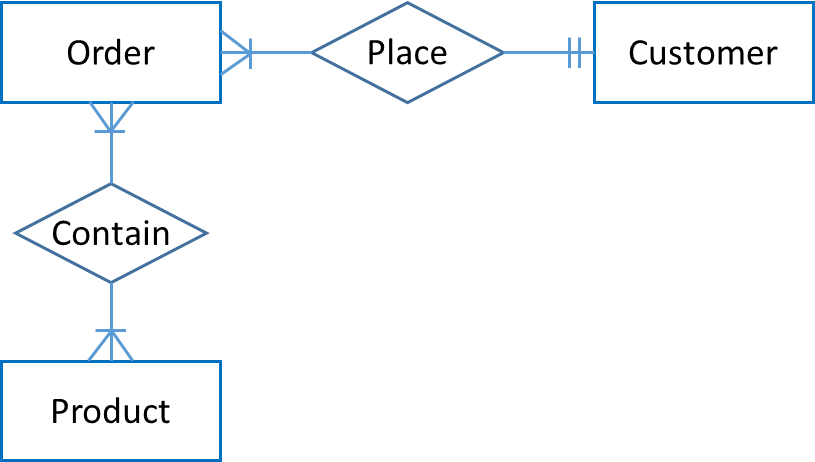 Order
Place
Customer
Contain
Product